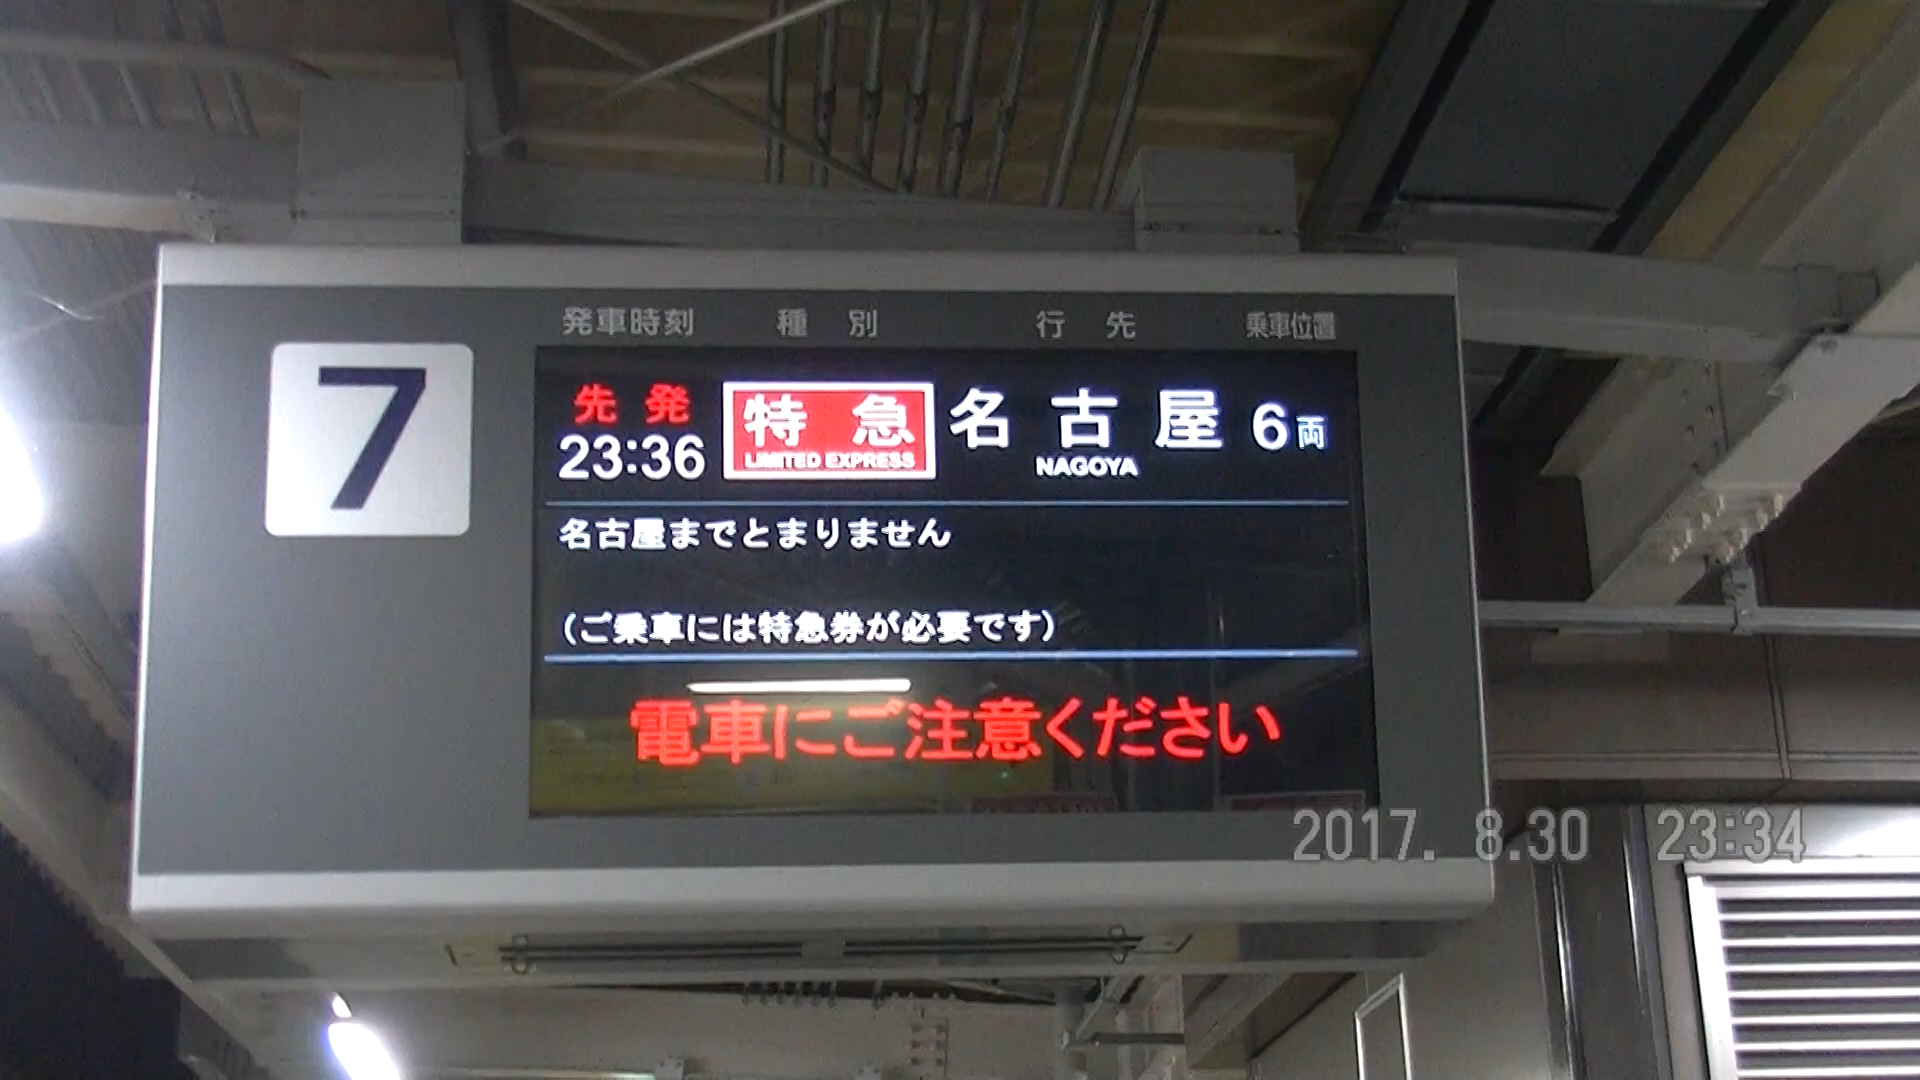 発車時刻 種別 行先 乗車位置
7
先発 特急 名古屋 6両
23:36 LIMITED EXPRESS NAGOYA
名古屋までとまりません
(ご乗車には特急券が必要です)
電車にご注意ください
2017. 8.30 23:34